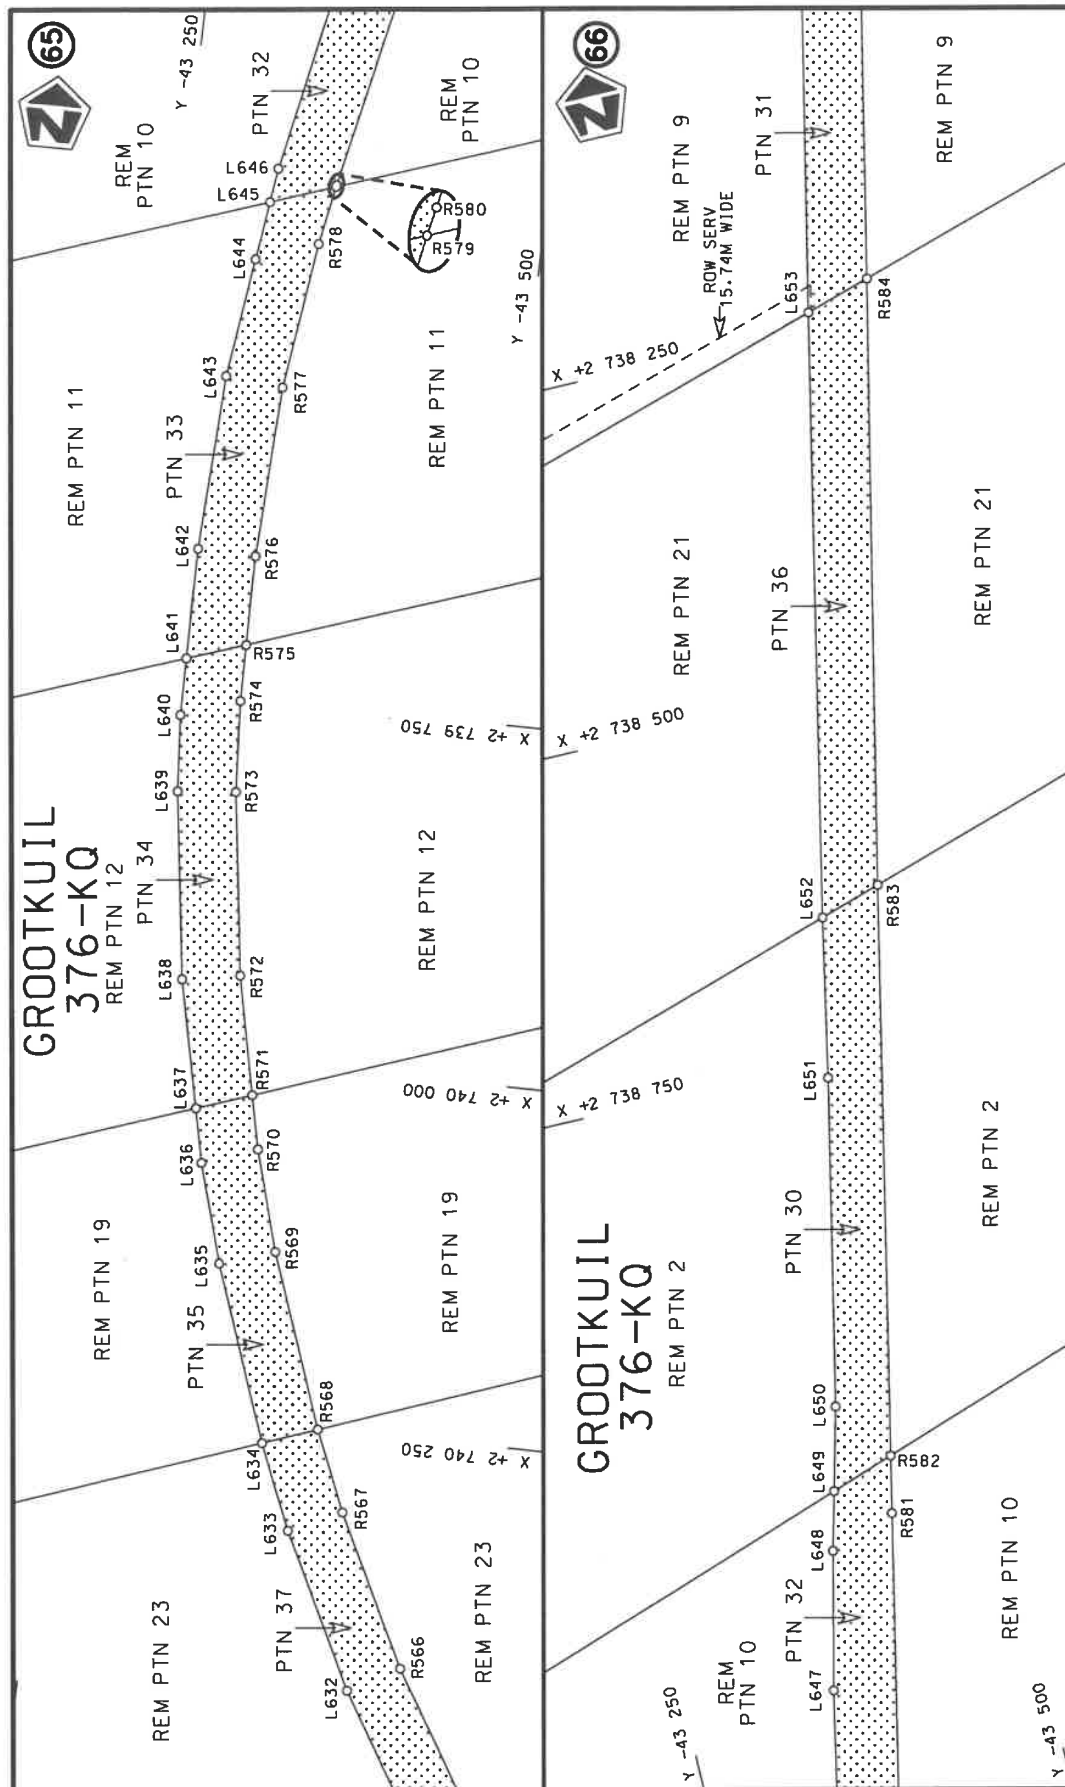 65
Y -43 250
N
REM
PTN 10
PTN 32
REM
PTN 10
L646
L645
L644
R578
R580
R579
Y -43 500
L643
R577
REM PTN 11
PTN 33
REM PTN 11
L642
R576
L641
R575
L640
R574
X +2 739 750
L639
R573
GROOTKUIL
376-KQ
REM PTN 12
PTN 34
REM PTN 12
L638
R572
L637
R571
X +2 740 000
L636
R570
REM PTN 19
L635
R569
REM PTN 19
PTN 35
R568
L634
X +2 740 250
L633
R567
REM PTN 23
PTN 37
REM PTN 23
L632
R566
66
N
REM PTN 9
PTN 31
REM PTN 9
ROW SERV
15.74M WIDE
L653
R584
X +2 738 250
REM PTN 21
PTN 36
REM PTN 21
X +2 738 500
L652
R583
L651
X +2 738 750
PTN 30
REM PTN 2
GROOTKUIL
376-KQ
REM PTN 2
L650
L649
R582
R581
L648
PTN 32
REM PTN 10
REM
PTN 10
L647
Y -43 250
Y -43 500